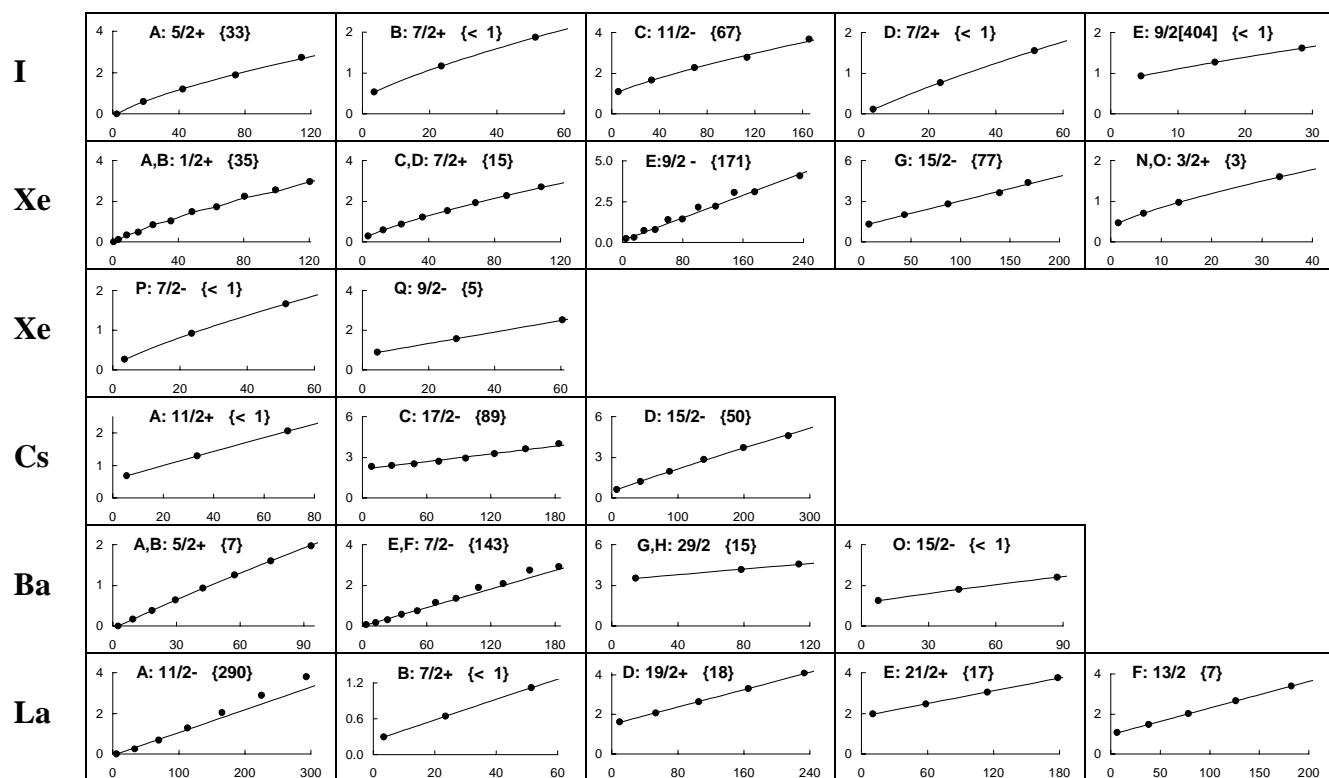 I
A: 5/2+ {33}
4
2
0
0 40 80 120
B: 7/2+ {< 1}
2
1
0
0 20 40 60
C: 11/2- {67}
4
2
0
0 40 80 120 160
D: 7/2+ {< 1}
2
1
0
0 20 40 60
E: 9/2[404] {< 1}
2
1
0
0 10 20 30
Xe
A,B: 1/2+ {35}
4
2
0
0 40 80 120
C,D: 7/2+ {15}
4
2
0
0 40 80 120
E:9/2 - {171}
5.0
0.0
0 80 160 240
G: 15/2- {77}
6
3
0
0 50 100 150 200
N,O: 3/2+ {3}
2
1
0
0 10 20 30 40
Xe
P: 7/2- {< 1}
2
1
0
0 20 40 60
Q: 9/2- {5}
4
2
0
0 20 40 60
Cs
A: 11/2+ {< 1}
2
1
0
0 20 40 60 80
C: 17/2- {89}
6
3
0
0 60 120 180
D: 15/2- {50}
6
3
0
0 100 200 300
Ba
A,B: 5/2+ {7}
2
1
0
0 30 60 90
E,F: 7/2- {143}
4
2
0
0 60 120 180
G,H: 29/2 {15}
6
3
0
0 40 80 120
O: 15/2- {< 1}
4
2
0
0 30 60 90
La
A: 11/2- {290}
4
2
0
0 100 200 300
B: 7/2+ {< 1}
1.2
0.6
0.0
0 20 40 60
D: 19/2+ {18}
4
2
0
0 80 160 240
E: 21/2+ {17}
4
2
0
0 60 120 180
F: 13/2 {7}
4
2
0
0 50 100 150 200